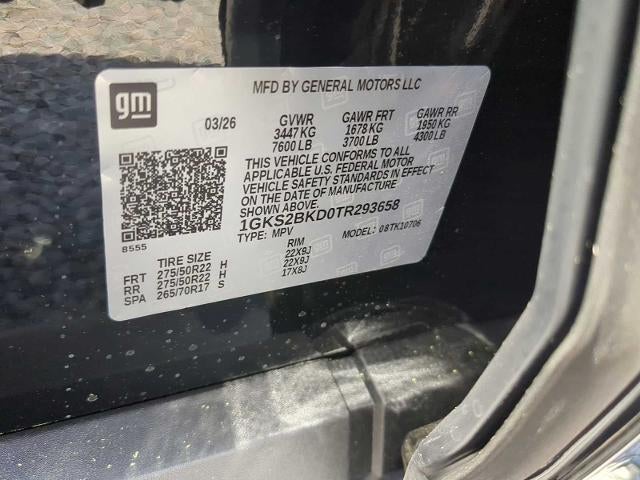 gm
MFD BY GENERAL MOTORS LLC
03/26 GVWR GAWR FRT GAWR RR
3447 KG 1678 KG 1950 KG
7600 LB 3700 LB 4300 LB
THIS VEHICLE CONFORMS TO ALL
APPLICABLE U.S. FEDERAL MOTOR
VEHICLE SAFETY STANDARDS IN EFFECT
ON THE DATE OF MANUFACTURE
SHOWN ABOVE.
1GKS2BKD0TR293658
TYPE: MPV MODEL: 08TK10706
8555
TIRE SIZE RIM
FRT 275/50R22 H 22X9J
RR 275/50R22 H 22X9J
SPA 265/70R17 S 17X8J